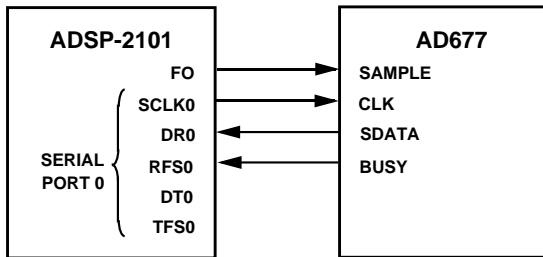 ADSP-2101
FO
SCLK0
DR0
SERIAL
PORT 0
RFS0
DT0
TFS0
AD677
SAMPLE
CLK
SDATA
BUSY